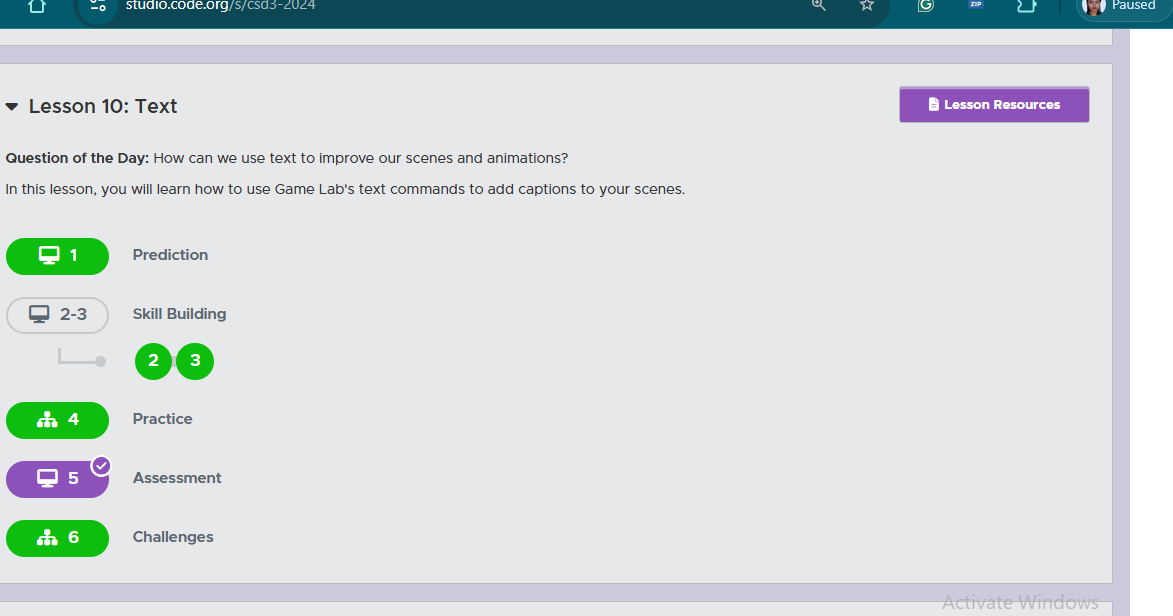 studio.code.org/s/csd3-2024
ZIP
Paused
Lesson 10: Text
Lesson Resources
Question of the Day: How can we use text to improve our scenes and animations?
In this lesson, you will learn how to use Game Lab's text commands to add captions to your scenes.
1 Prediction
2-3 Skill Building
2 3
4 Practice
5 Assessment
6 Challenges
Activate Windows